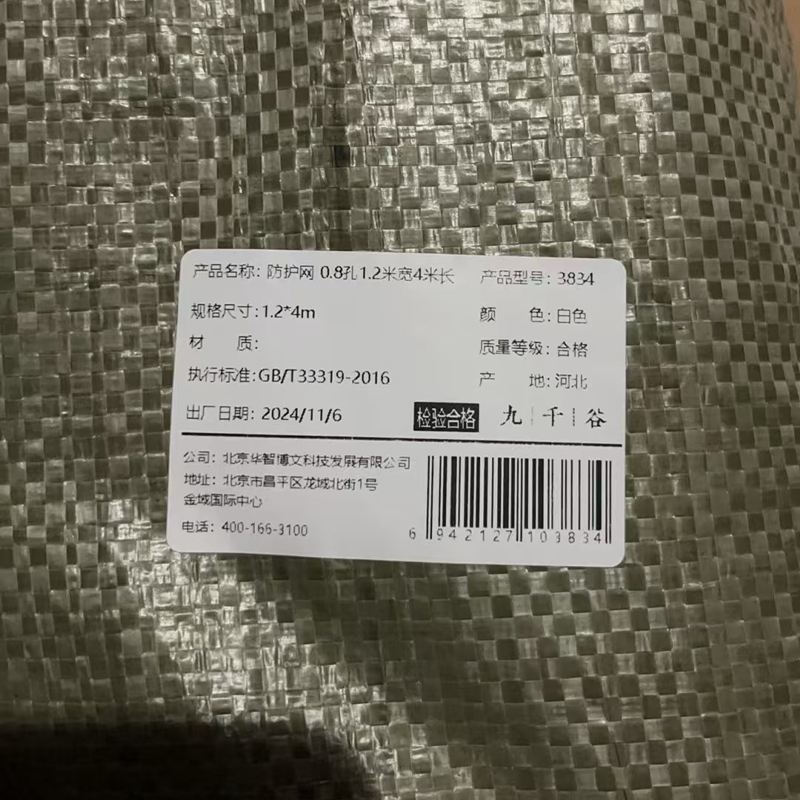 产品名称：防护网 0.8孔1.2米宽4米长 产品型号：3834
规格尺寸：1.2*4m 颜 色：白色
材 质： 质量等级：合格
执行标准：GB/T33319-2016 产 地：河北
出厂日期：2024/11/6 检验合格 九千谷
公司：北京华智博文科技发展有限公司
地址：北京市昌平区龙域北街1号
金域国际中心
电话：400-166-3100
6 942127 103834